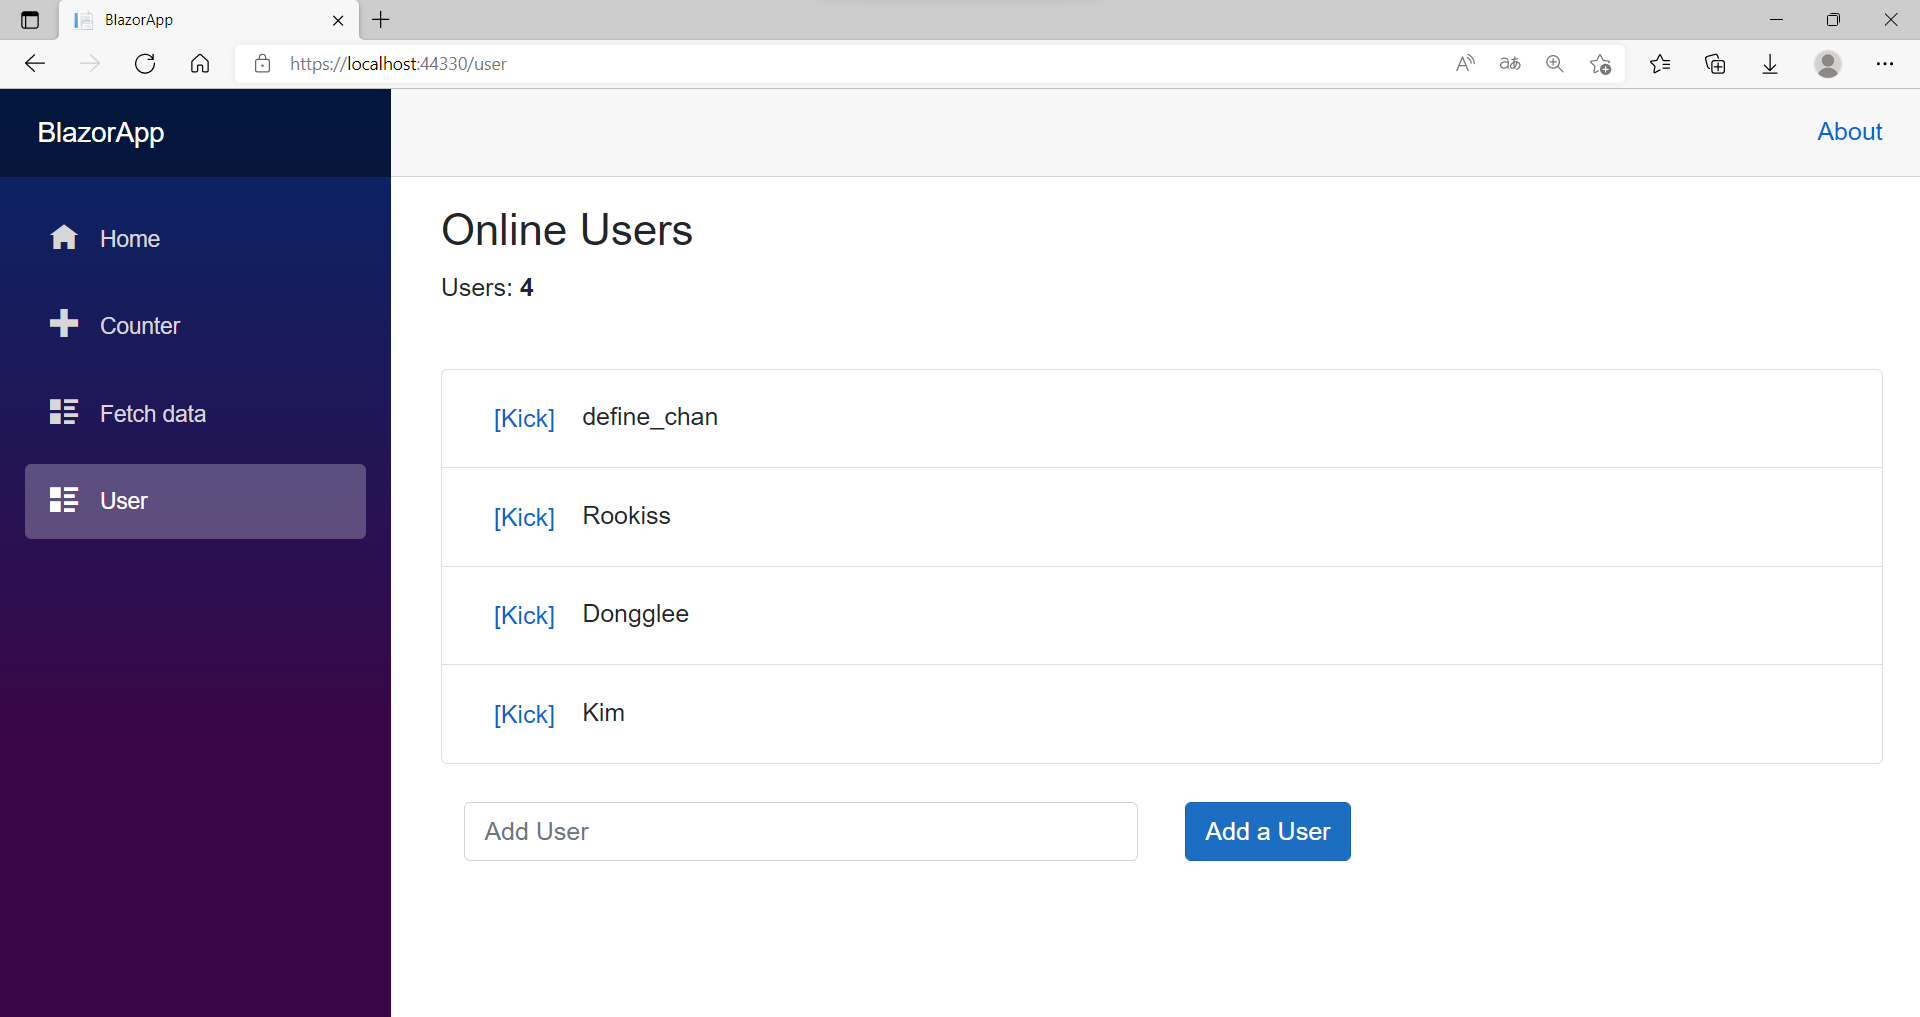 BlazorApp
https://localhost:44330/user
BlazorApp
About
Home
Counter
Fetch data
User
Online Users
Users: 4
[Kick] define_chan
[Kick] Rookiss
[Kick] Dongglee
[Kick] Kim
Add User
Add a User